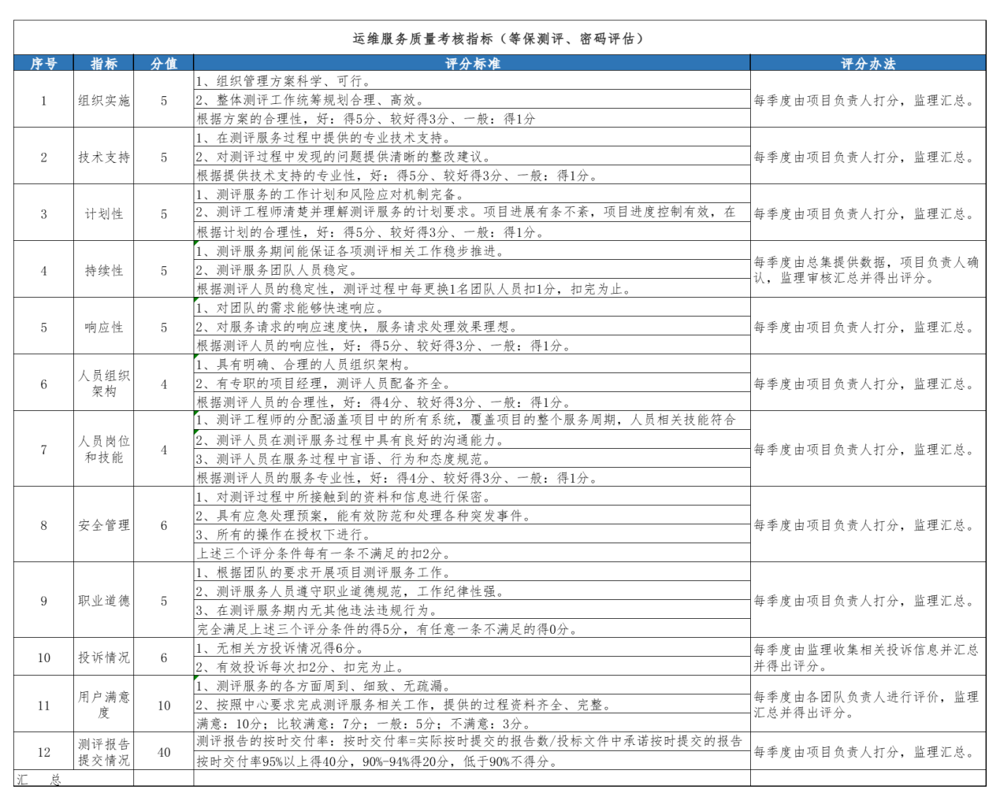 运维服务质量考核指标（等保测评、密码评估）
序号 指标 分值 评分标准 评分办法
1 组织实施 5
1、组织管理方案科学、可行。
2、整体测评工作统筹规划合理、高效。
根据方案的合理性，好：得5分、较好得3分、一般：得1分
每季度由项目负责人打分，监理汇总。
2 技术支持 5
1、在测评服务过程中提供的专业技术支持。
2、对测评过程中发现的问题提供清晰的整改建议。
根据提供技术支持的专业性，好：得5分、较好得3分、一般：得1分。
每季度由项目负责人打分，监理汇总。
3 计划性 5
1、测评服务的工作计划和风险应对机制完备。
2、测评工程师清楚并理解测评服务的计划要求。项目进展有条不紊，项目进度控制有效，在
根据计划的合理性，好：得5分、较好得3分、一般：得1分。
每季度由项目负责人打分，监理汇总。
4 持续性 5
1、测评服务期间能保证各项测评相关工作稳步推进。
2、测评服务团队人员稳定。
根据测评人员的稳定性，测评过程中每更换1名团队人员扣1分，扣完为止。
每季度由总集提供数据，项目负责人确
认，监理审核汇总并得出评分。
5 响应性 5
1、对团队的需求能够快速响应。
2、对服务请求的响应速度快，服务请求处理效果理想。
根据测评人员的响应性，好：得5分、较好得3分、一般：得1分。
每季度由项目负责人打分，监理汇总。
6 人员组织
架构 4
1、具有明确、合理的人员组织架构。
2、有专职的项目经理，测评人员配备齐全。
根据测评人员的合理性，好：得4分、较好得3分、一般：得1分。
每季度由项目负责人打分，监理汇总。
7 人员岗位
和技能 4
1、测评工程师的分配涵盖项目中的所有系统，覆盖项目的整个服务周期，人员相关技能符合
2、测评人员在测评服务过程中具有良好的沟通能力。
3、测评人员在服务过程中言语、行为和态度规范。
根据测评人员的服务专业性，好：得4分、较好得3分、一般：得1分。
每季度由项目负责人打分，监理汇总。
8 安全管理 6
1、对测评过程中所接触到的资料和信息进行保密。
2、具有应急处理预案，能有效防范和处理各种突发事件。
3、所有的操作在授权下进行。
上述三个评分条件每有一条不满足的扣2分。
每季度由项目负责人打分，监理汇总。
9 职业道德 5
1、根据团队的要求开展项目测评服务工作。
2、测评服务人员遵守职业道德规范，工作纪律性强。
3、在测评服务期内无其他违法违规行为。
完全满足上述三个评分条件的得5分，有任意一条不满足的得0分。
每季度由项目负责人打分，监理汇总。
10 投诉情况 6
1、无相关方投诉情况得6分。
2、有效投诉每次扣2分、扣完为止。
每季度由监理收集相关投诉信息并汇总
并得出评分。
11 用户满意
度 10
1、测评服务的各方面周到、细致、无疏漏。
2、按照中心要求完成测评服务相关工作，提供的过程资料齐全、完整。
满意：10分；比较满意：7分；一般：5分；不满意：3分。
每季度由各团队负责人进行评价，监理
汇总并得出评分。
12 测评报告
提交情况 40
测评报告的按时交付率：按时交付率=实际按时提交的报告数/投标文件中承诺按时提交的报告
按时交付率95%以上得40分，90%-94%得20分，低于90%不得分。
每季度由项目负责人打分，监理汇总。
汇 总